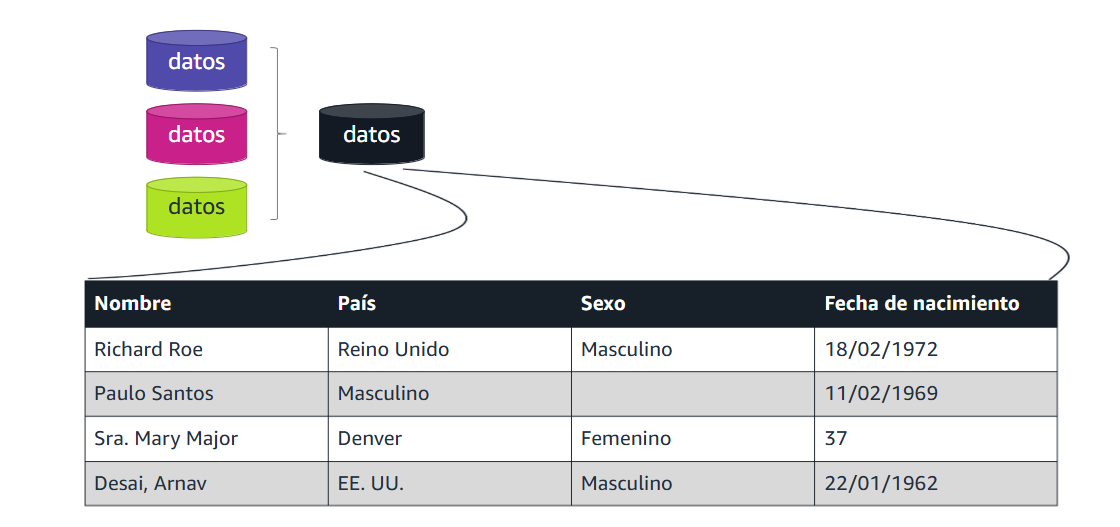 datos
datos
datos
datos
Nombre País Sexo Fecha de nacimiento
Richard Roe Reino Unido Masculino 18/02/1972
Paulo Santos Masculino 11/02/1969
Sra. Mary Major Denver Femenino 37
Desai, Arnav EE. UU. Masculino 22/01/1962